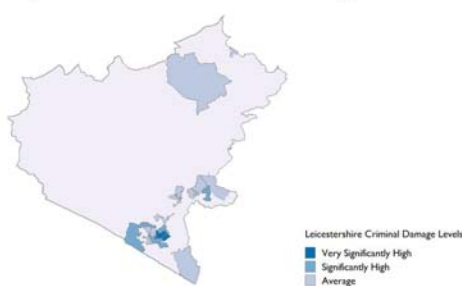 Leicestershire Criminal Damage Levels
Very Significantly High
Significantly High
Average